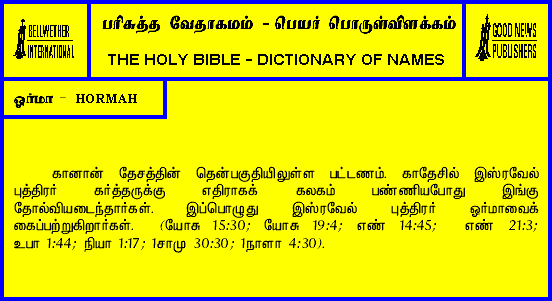 BELLWETHER
INTERNATIONAL
பரிசுத்த வேதாகமம் - பெயர் பொருள்விளக்கம்
THE HOLY BIBLE - DICTIONARY OF NAMES
GOOD NEWS
PUBLISHERS
ஓர்மா - HORMAH
கானான் தேசத்தின் தென்பகுதியிலுள்ள பட்டணம். காதேசில் இஸ்ரவேல்
புத்திரர் கர்த்தருக்கு எதிராகக் கலகம் பண்ணியபோது இங்கு
தோல்வியடைந்தார்கள். இப்பொழுது இஸ்ரவேல் புத்திரர் ஓர்மாவைக்
கைப்பற்றுகிறார்கள். (யோசு 15:30; யோசு 19:4; எண் 14:45; எண் 21:3;
உபா 1:44; நியா 1:17; 1சாமு 30:30; 1நாளா 4:30).